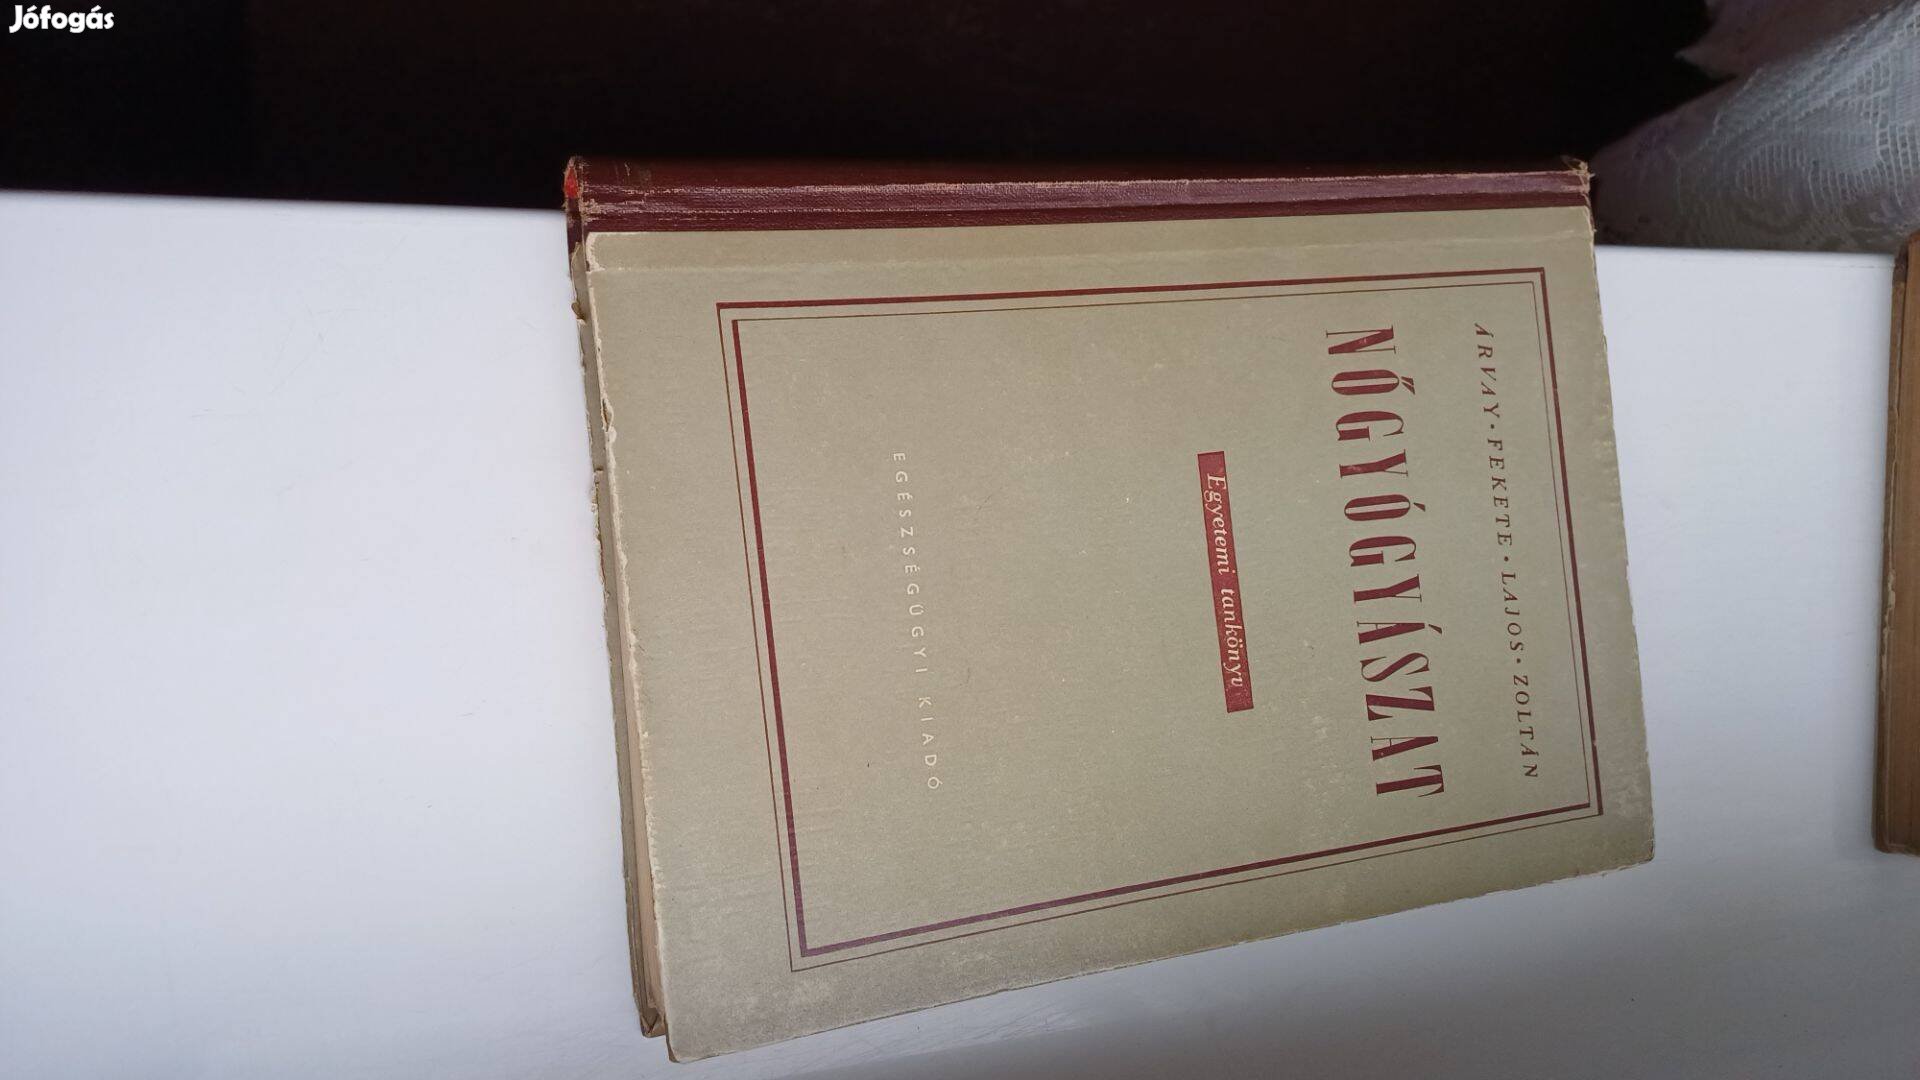 Jófogás
ÁRVAY · FEKETE · LAJOS · ZOLTÁN
NŐGYÓGYÁSZAT
Egyetemi tankönyv
EGÉSZSÉGÜGYI KIADÓ